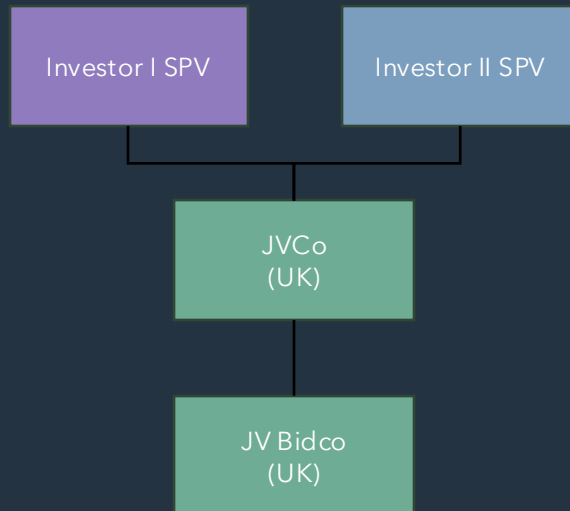 Investor I SPV
Investor II SPV
JVCo
(UK)
JV Bidco
(UK)